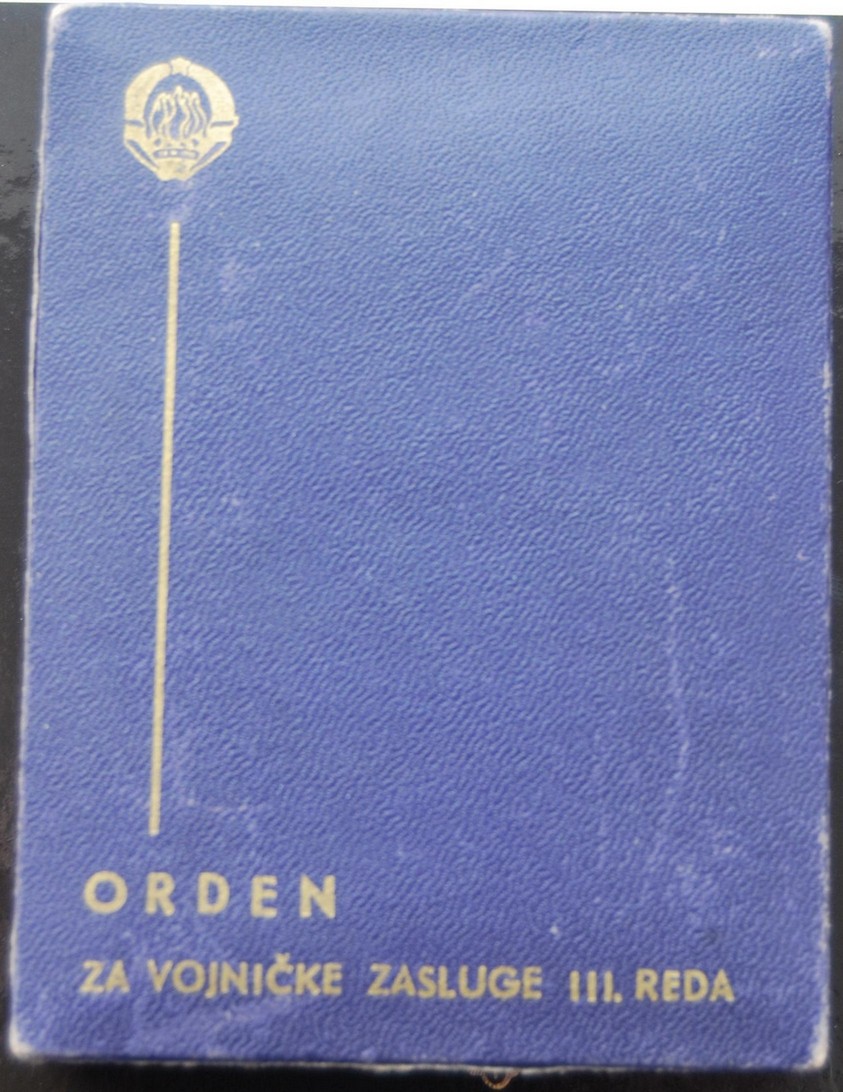 ORDEN
ZA VOJNIČKE ZASLUGE III. REDA